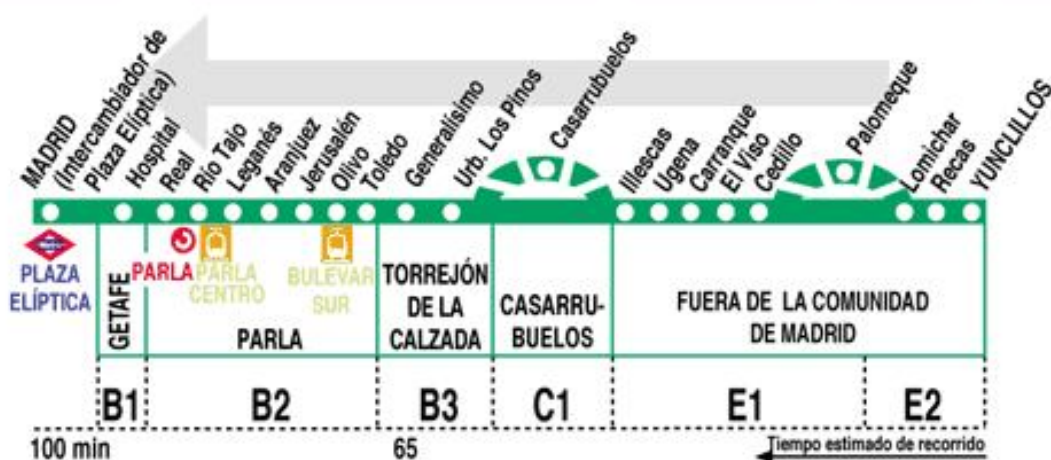 MADRID
(Intercambiador de
Plaza Elíptica)
Hospital
Real
Río Tajo
Leganés
Aranjuez
Jerusalén
Olivo
Toledo
Generalísimo
Urb. Los Pinos
Casarrubuelos
Illescas
Ugena
Carranque
El Viso
Cedillo
Palomeque
Lomichar
Recas
YUNCLILLOS
PLAZA
ELÍPTICA
GETAFE
PARLA
PARLA
CENTRO
BULEVAR
SUR
PARLA
TORREJÓN
DE LA
CALZADA
CASARRU-
BUELOS
FUERA DE LA COMUNIDAD
DE MADRID
B1
B2
B3
C1
E1
E2
100 min
65
Tiempo estimado de recorrido